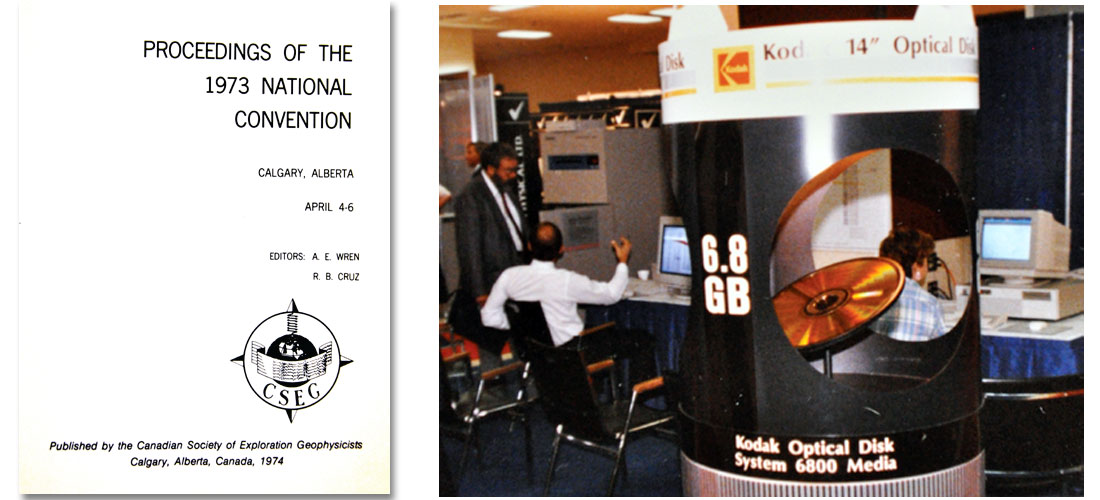 PROCEEDINGS OF THE
1973 NATIONAL
CONVENTION
CALGARY, ALBERTA
APRIL 4-6
EDITORS: A. E. WREN
R. B. CRUZ
CSEG
Published by the Canadian Society of Exploration Geophysicists
Calgary, Alberta, Canada, 1974
Disk
Kodak
14" Optical
6.8
GB
Kodak Optical Disk
System 6800 Media